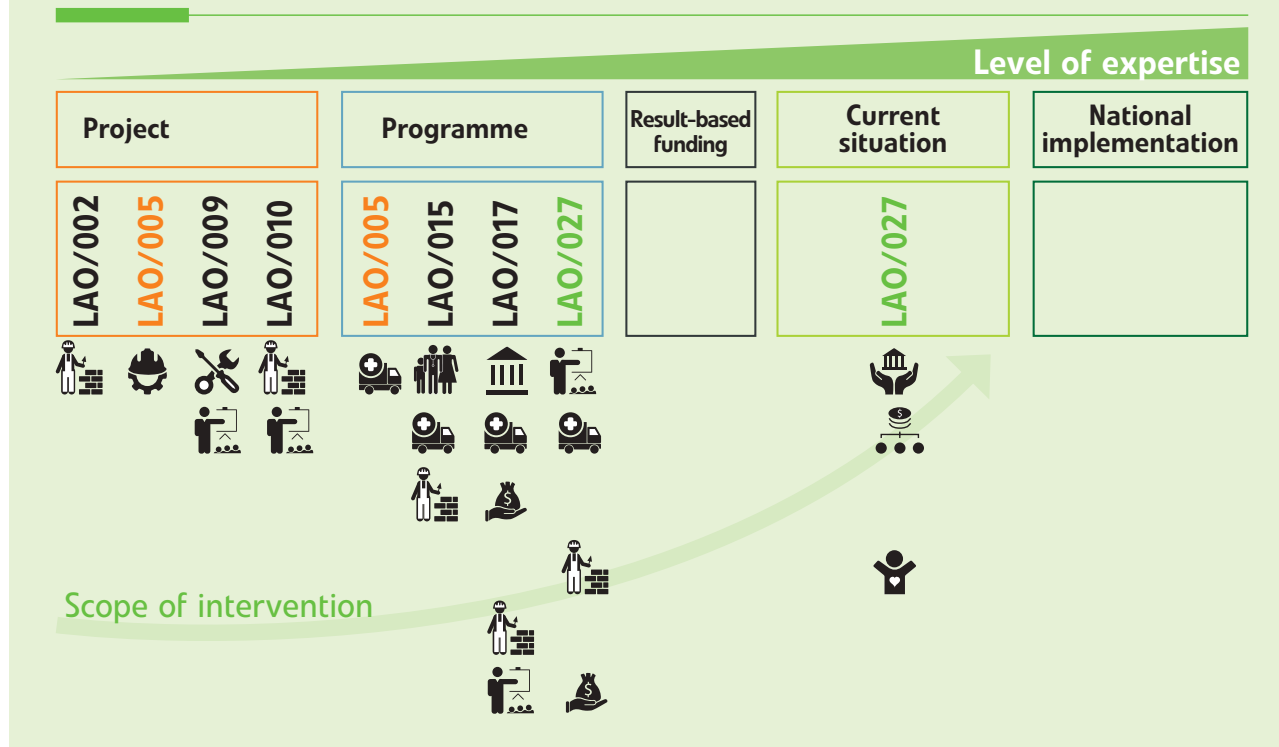 Level of expertise
Project
Programme
Result-based
funding
Current
situation
National
implementation
LAO/002
LAO/005
LAO/009
LAO/010
LAO/005
LAO/015
LAO/017
LAO/027
LAO/027
$
$
Scope of intervention
$